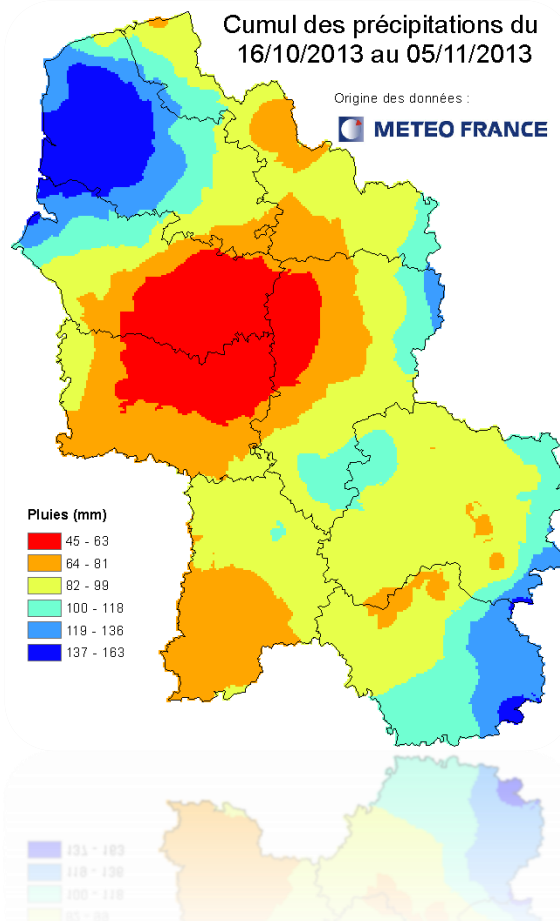 Cumul des précipitations du
16/10/2013 au 05/11/2013
Origine des données :
METEO FRANCE
Pluies (mm)
45 - 63
64 - 81
82 - 99
100 - 118
119 - 136
137 - 163